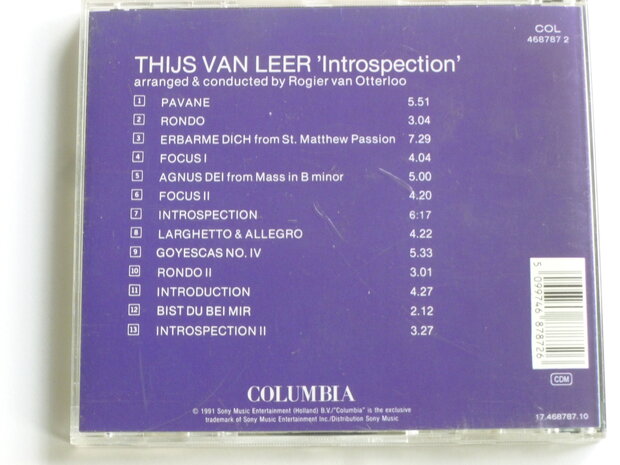 COL
468787 2
THIJS VAN LEER 'Introspection'
arranged & conducted by Rogier van Otterloo
1 PAVANE 5.51
2 RONDO 3.04
3 ERBARME DICH from St. Matthew Passion 7.29
4 FOCUS I 4.04
5 AGNUS DEI from Mass in B minor 5.00
6 FOCUS II 4.20
7 INTROSPECTION 6:17
8 LARGHETTO & ALLEGRO 4.22
9 GOYESCAS NO. IV 5.33
10 RONDO II 3.01
11 INTRODUCTION 4.27
12 BIST DU BEI MIR 2.12
13 INTROSPECTION II 3.27
5 099746 878726
CDM
COLUMBIA
© 1991 Sony Music Entertainment (Holland) B.V./"Columbia" is the exclusive
trademark of Sony Music Entertainment Inc./Distribution Sony Music
17.468787.10